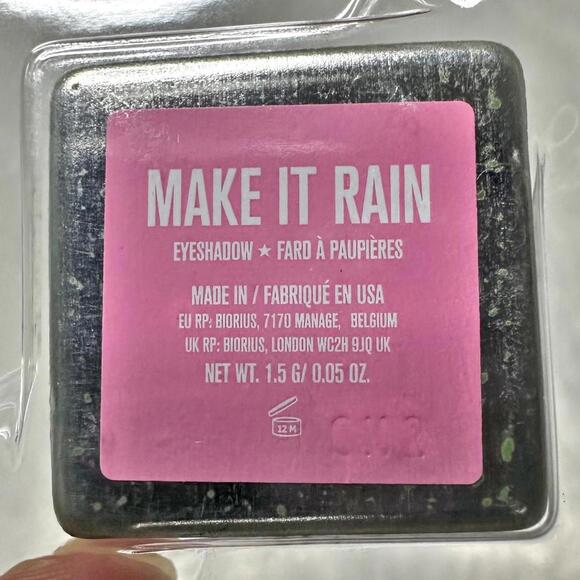 MAKE IT RAIN
EYESHADOW ★ FARD À PAUPIÈRES
MADE IN / FABRIQUÉ EN USA
EU RP: BIORIUS, 7170 MANAGE, BELGIUM
UK RP: BIORIUS, LONDON WC2H 9JQ UK
NET WT. 1.5 G/ 0.05 OZ.
12 M